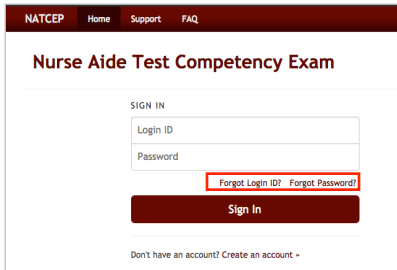 NATCEP Home Support FAQ
Nurse Aide Test Competency Exam
SIGN IN
Login ID
Password
Forgot Login ID? Forgot Password?
Sign In
Don't have an account? Create an account »